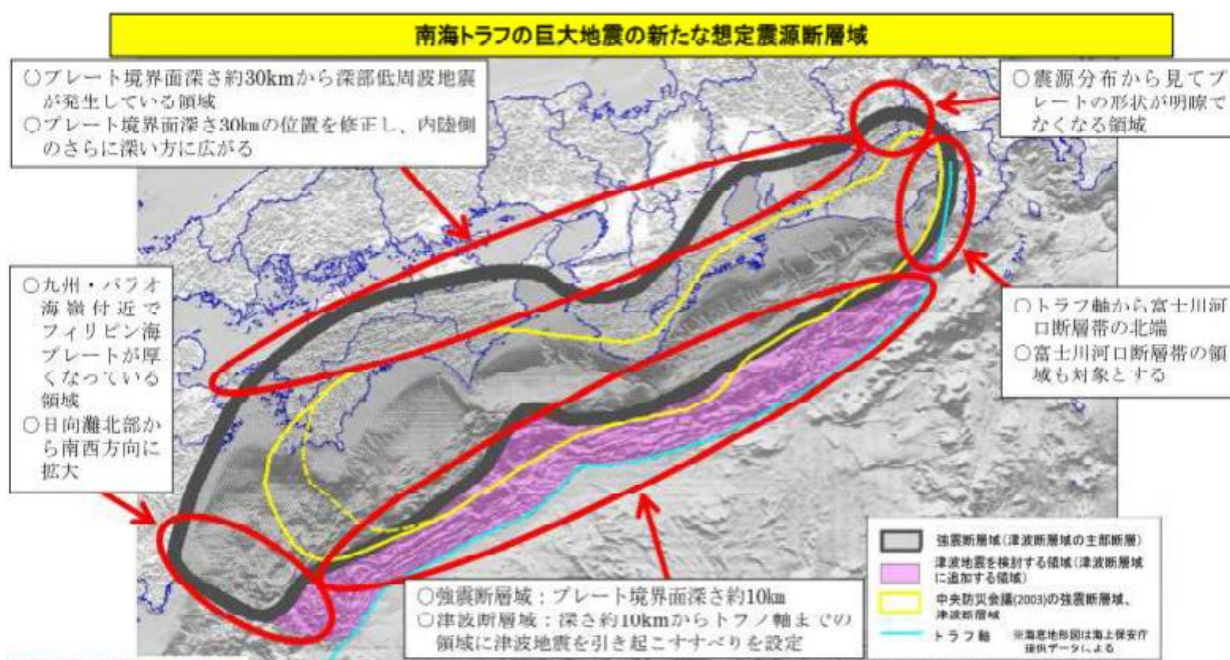 南海トラフの巨大地震の新たな想定震源断層域
○プレート境界面深さ約30kmから深部低周波地震
が発生している領域
○プレート境界面深さ30kmの位置を修正し、内陸側
のさらに深い方に広がる
○震源分布から見てプ
レートの形状が明瞭で
なくなる領域
○九州・パラオ
海嶺付近で
フィリピン海
プレートが厚
くなっている
領域
○日向灘北部か
ら南西方向に
拡大
○トラフ軸から富士川河
口断層帯の北端
○富士川河口断層帯の領
域も対象とする
○強震断層域：プレート境界面深さ約10km
○津波断層域：深さ約10kmからトラフ軸までの
領域に津波地震を引き起こすすべりを設定
強震断層域(津波断層域の主部断層)
津波地震を検討する領域(津波断層域
に追加する領域)
中央防災会議(2003)の強震断層域、
津波断層域
トラフ軸 ※海底地形図は海上保安庁
提供データによる